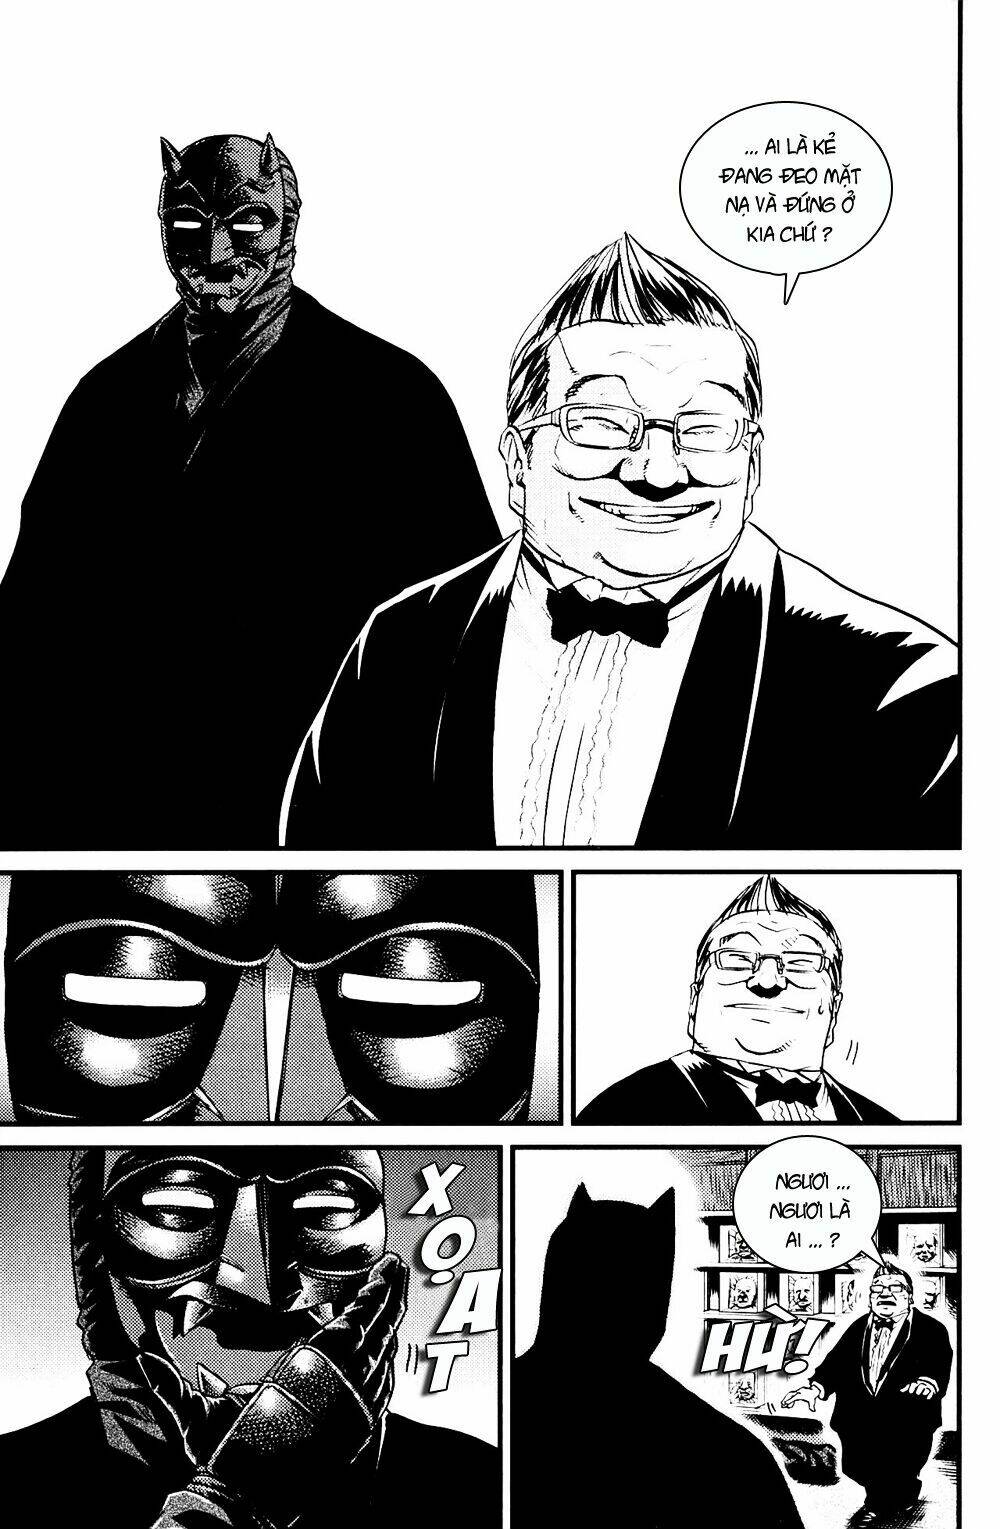 ... AI LÀ KẺ
ĐANG ĐEO MẶT
NẠ VÀ ĐỨNG Ở
KIA CHỨ ?
XOẠT
NGƯƠI ...
NGƯƠI LÀ
AI ... ?
HỪ!